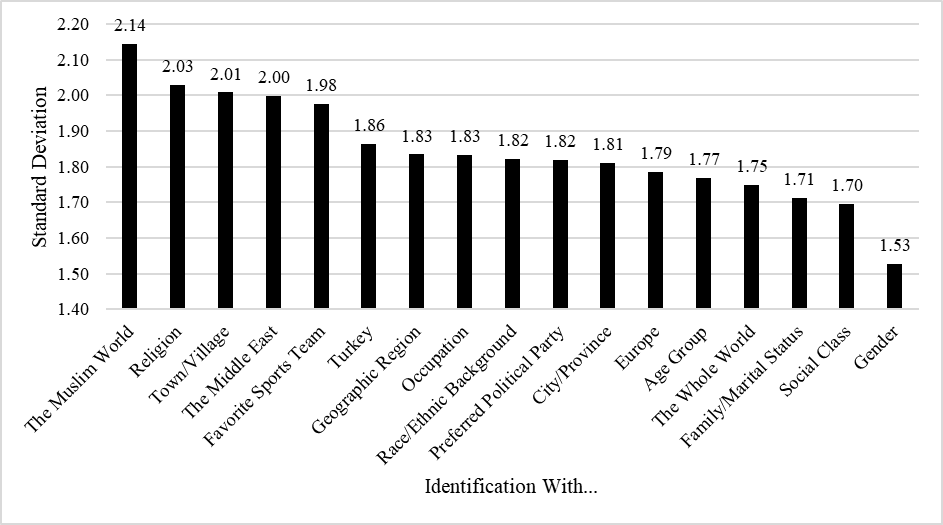 2.20
2.10
2.00
1.90
1.80
1.70
1.60
1.50
1.40
Standard Deviation
2.14
2.03
2.01
2.00
1.98
1.86
1.83
1.83
1.82
1.82
1.81
1.79
1.77
1.75
1.71
1.70
1.53
The Muslim World
Religion
Town/Village
The Middle East
Favorite Sports Team
Turkey
Geographic Region
Occupation
Race/Ethnic Background
Preferred Political Party
City/Province
Europe
Age Group
The Whole World
Family/Marital Status
Social Class
Gender
Identification With...